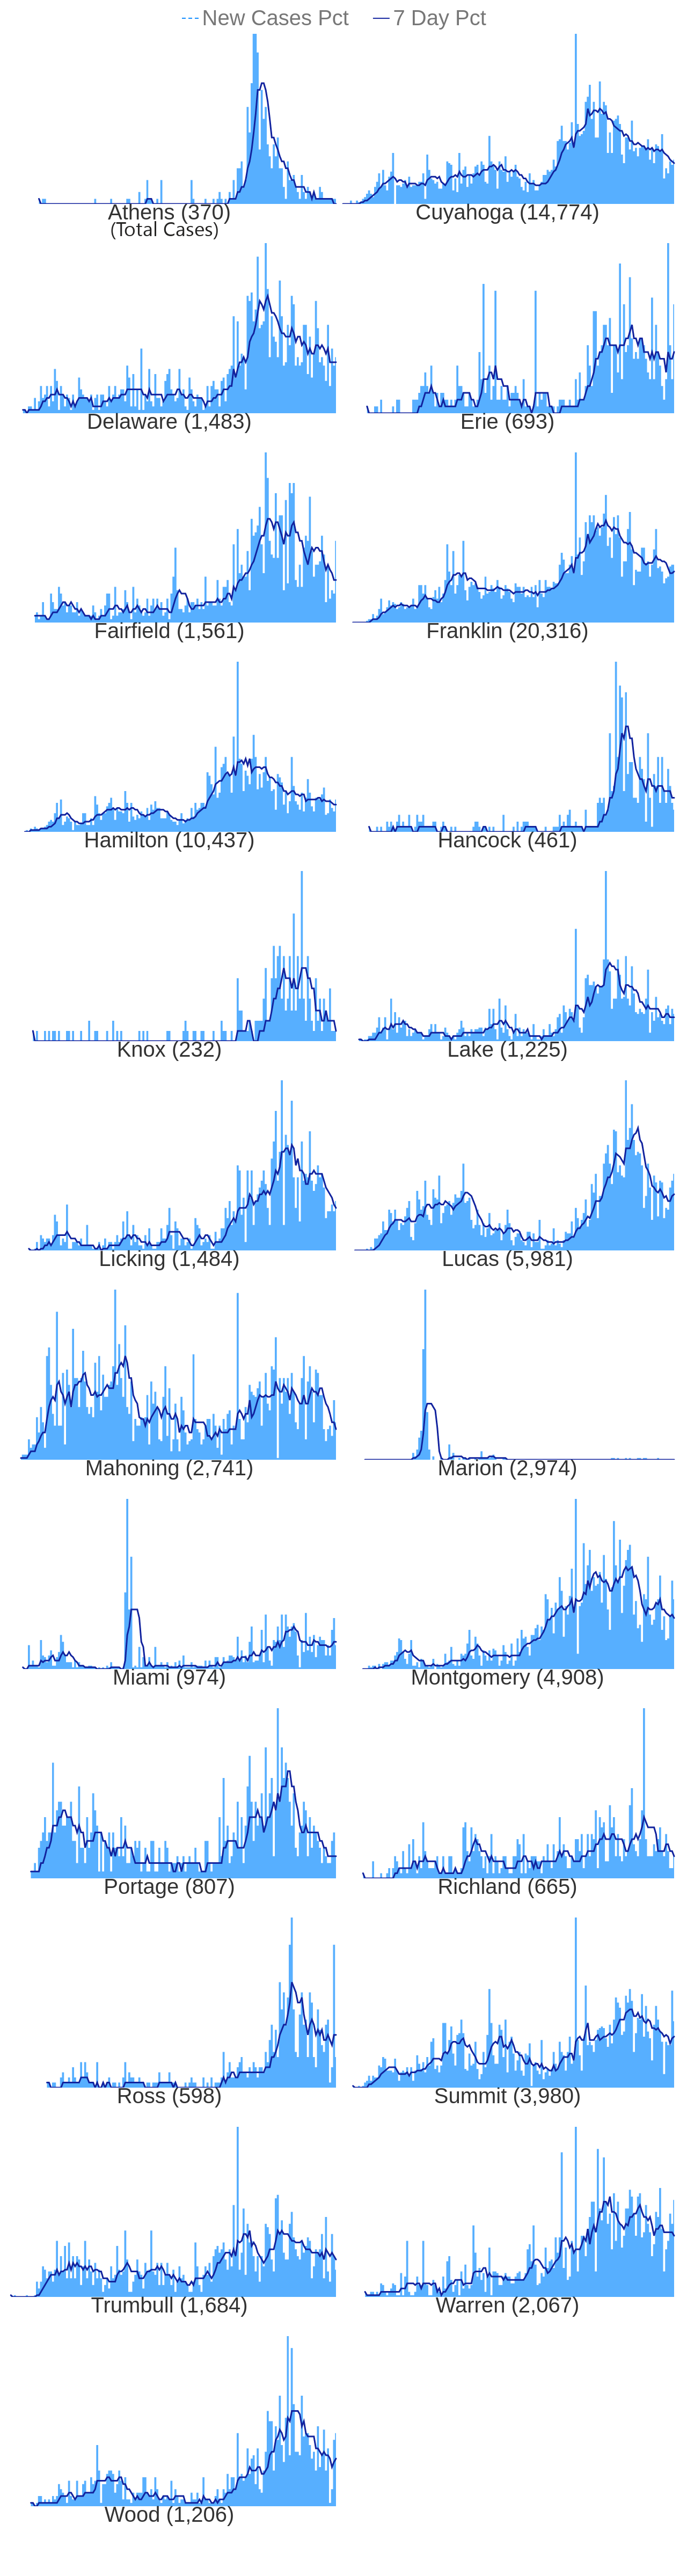 New Cases Pct 7 Day Pct
Athens (370) Cuyahoga (14,774)
(Total Cases)
Delaware (1,483) Erie (693)
Fairfield (1,561) Franklin (20,316)
Hamilton (10,437) Hancock (461)
Knox (232) Lake (1,225)
Licking (1,484) Lucas (5,981)
Mahoning (2,741) Marion (2,974)
Miami (974) Montgomery (4,908)
Portage (807) Richland (665)
Ross (598) Summit (3,980)
Trumbull (1,684) Warren (2,067)
Wood (1,206)